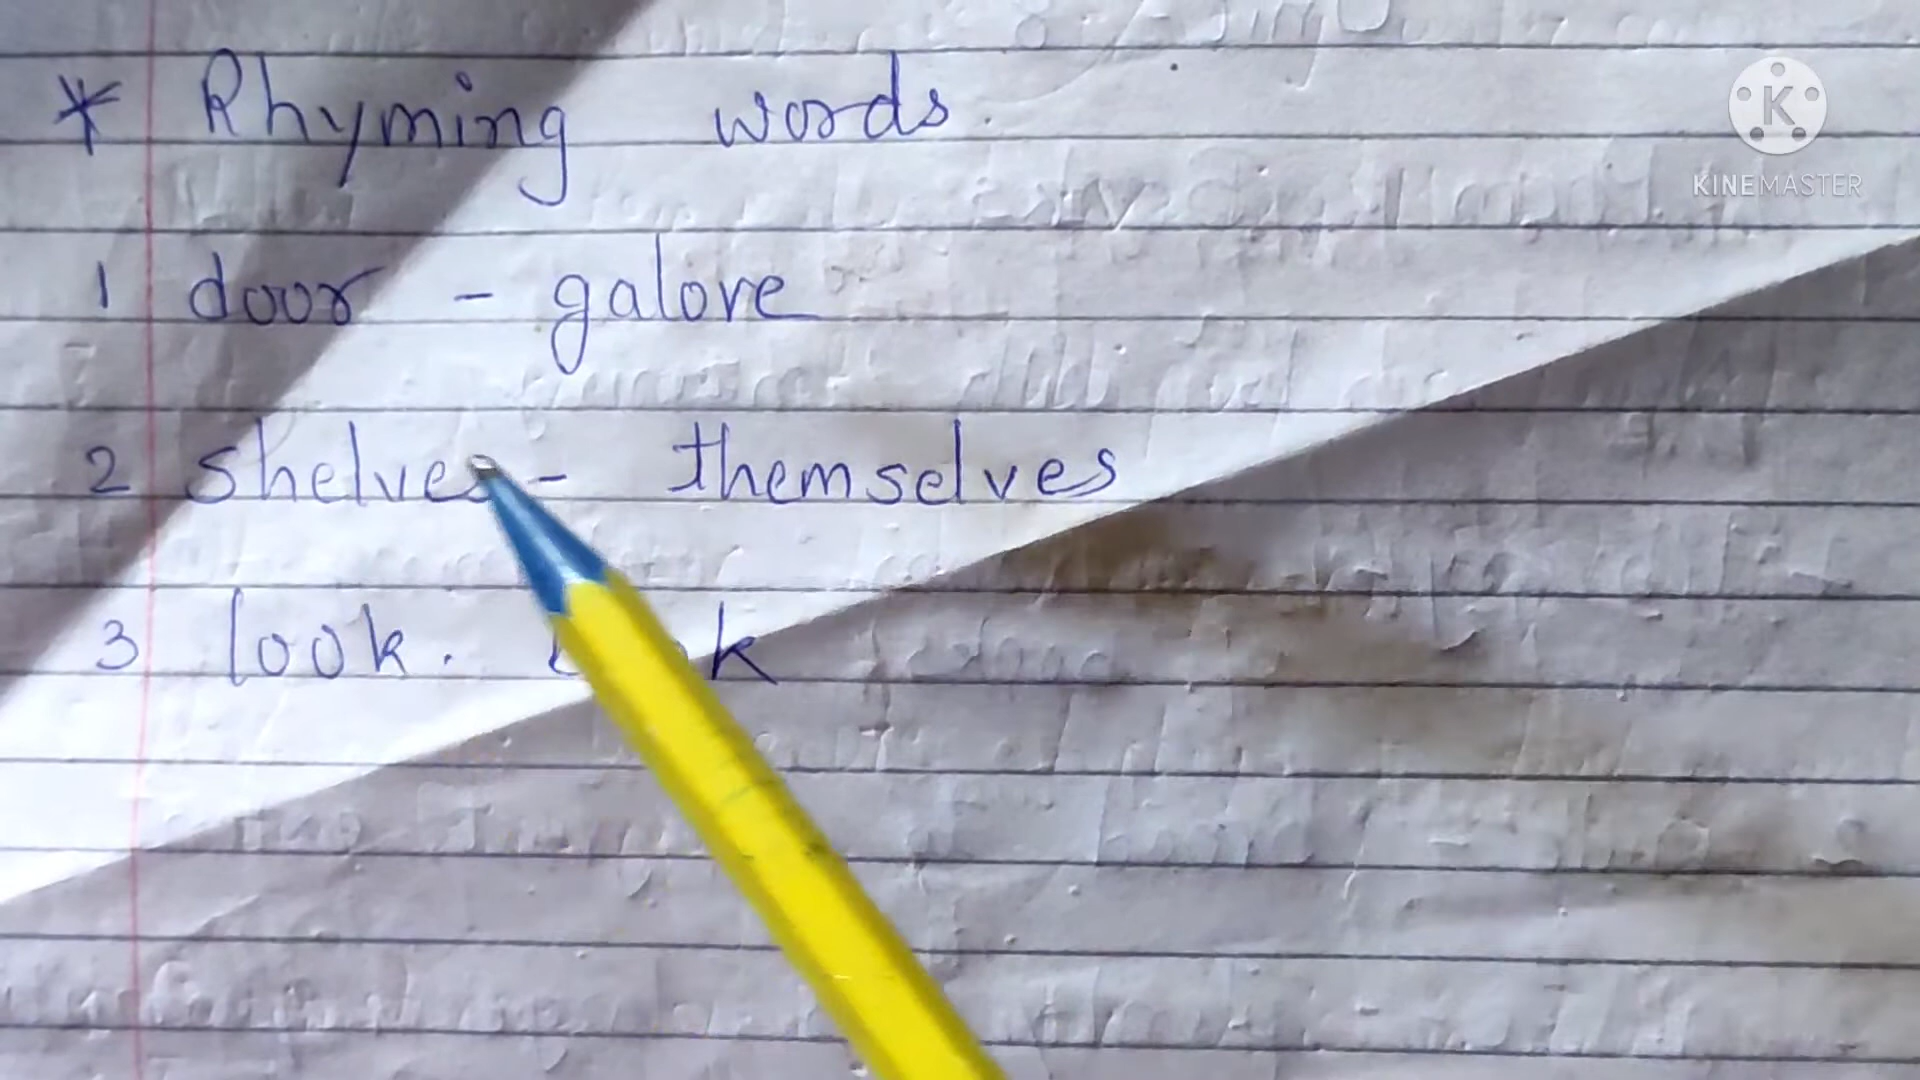 * Rhyming words.
1 door - galore
2 shelves - themselves
3 look.
KINEMASTER